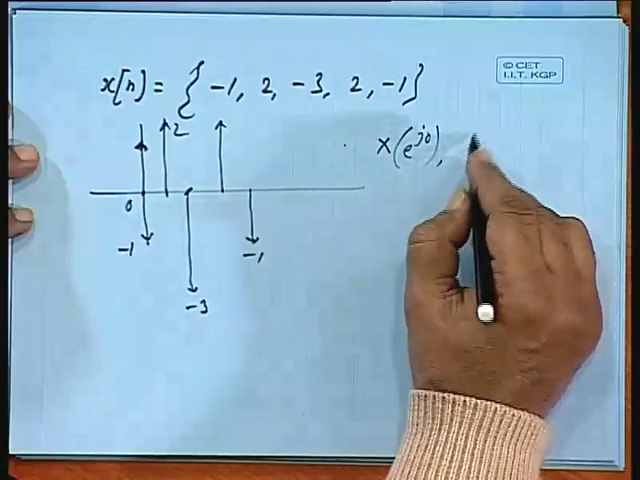 © CET
I.I.T. KGP
x[n] = { -1, 2, -3, 2, -1}
2
X(e^{j0}),
0
-1
-1
-3